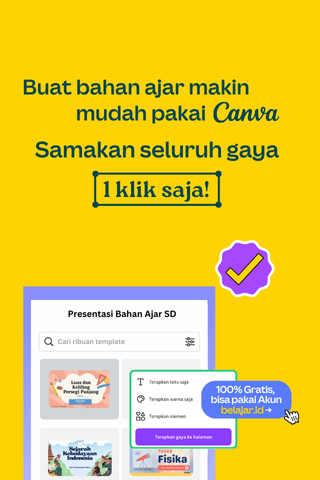 Buat bahan ajar makin
mudah pakai Canva
Samakan seluruh gaya
1 klik saja!
Presentasi Bahan Ajar SD
Cari ribuan template
Luas dan
Keliling
Persegi Panjang
Terapkan teks saja
Terapkan warna saja
Terapkan elemen
Terapkan gaya ke halaman
100% Gratis,
bisa pakai Akun
belajar.id →
Sejarah
Kebudayaan
Indonesia
TUGAS
Fisika